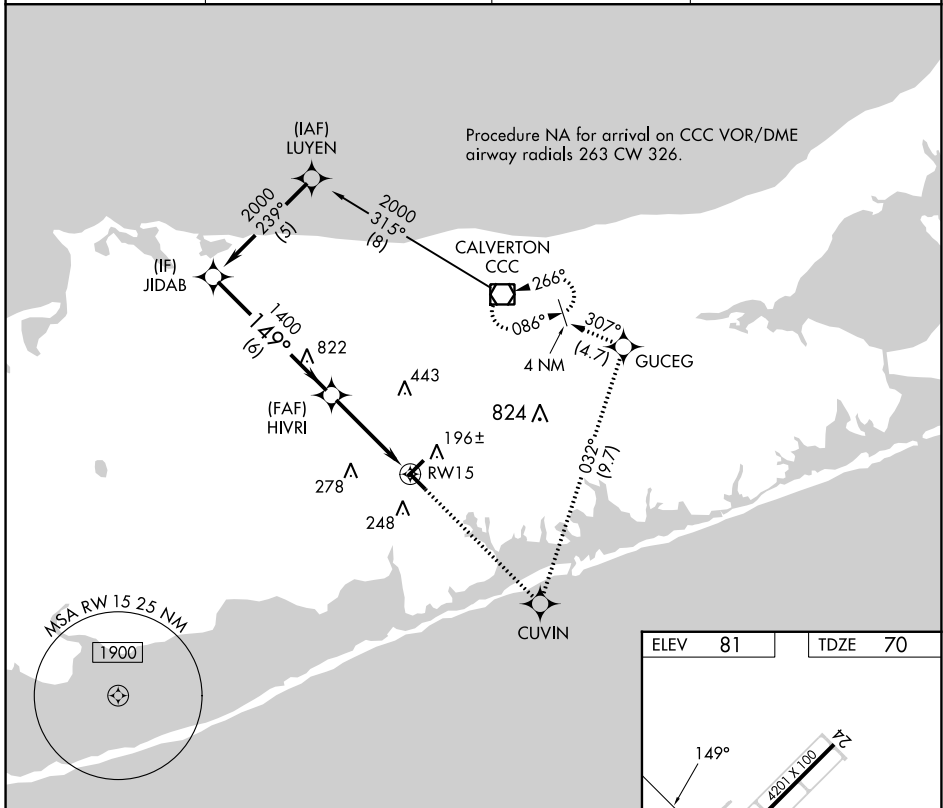 (IAF)
LUYEN
Procedure NA for arrival on CCC VOR/DME
airway radials 263 CW 326.
2000
239°
(5)
2000
315°
(8)
CALVERTON
CCC
(IF)
JIDAB
266°
086°
307°
(4.7)
4 NM
GUCEG
1400
149°
(6)
822
443
(FAF)
HIVRI
824
196±
RW15
278
248
032°
(9.7)
CUVIN
MSA RW 15 25 NM
1900
ELEV 81
TDZE 70
149°
4201 X 100
24